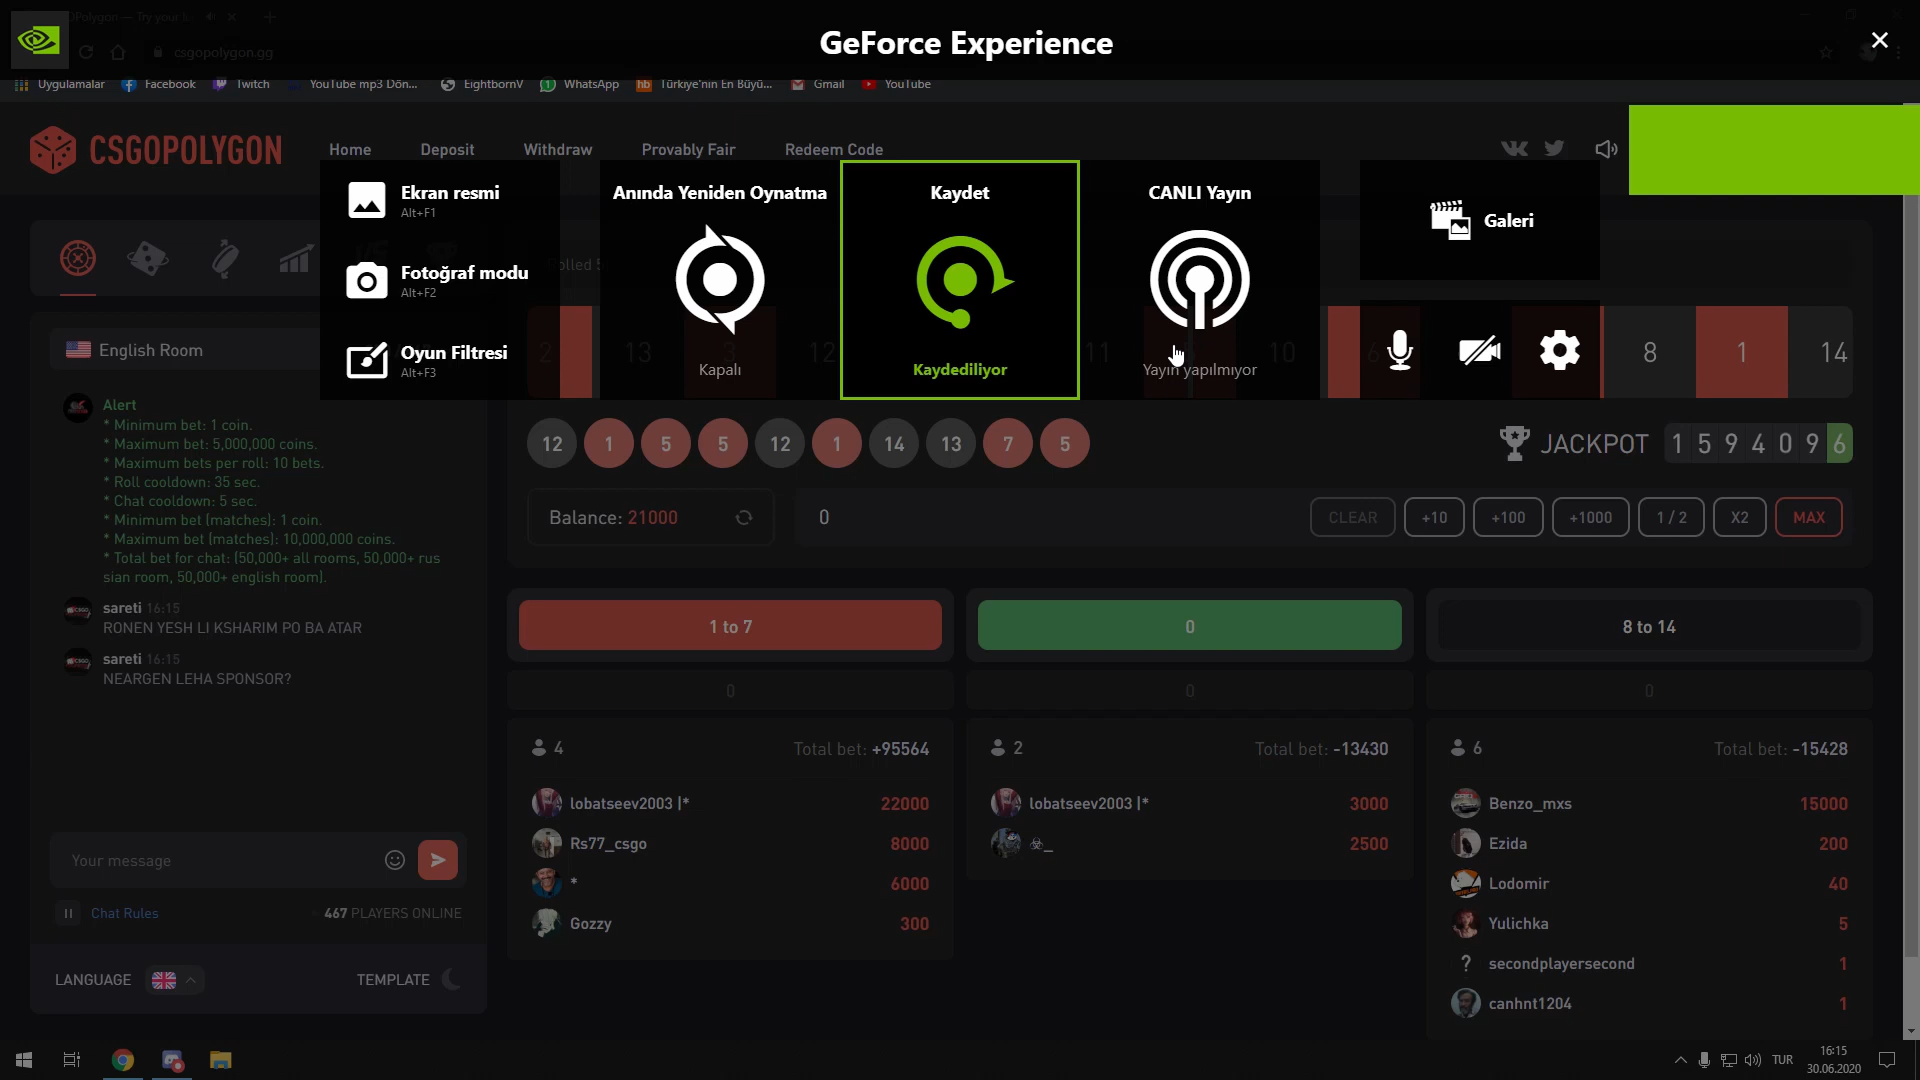 GeForce Experience
csgopolygon.gg
Uygulamalar
Facebook
Twitch
YouTube mp3 Dön...
EightbornV
WhatsApp
hb
Türkiye'nin En Büyü...
Gmail
YouTube
CSGOPOLYGON
Home
Deposit
Withdraw
Provably Fair
Redeem Code
Ekran resmi
Alt+F1
Fotoğraf modu
Alt+F2
Oyun Filtresi
Alt+F3
Anında Yeniden Oynatma
Kapalı
Kaydet
Kaydediliyor
CANLI Yayın
Yayın yapılmıyor
Galeri
2
13
3
12
11
10
6
8
1
14
English Room
Alert
* Minimum bet: 1 coin.
* Maximum bet: 5,000,000 coins.
* Maximum bets per roll: 10 bets.
* Roll cooldown: 35 sec.
* Chat cooldown: 5 sec.
* Minimum bet (matches): 1 coin.
* Maximum bet (matches): 10,000,000 coins.
* Total bet for chat: (50,000+ all rooms, 50,000+ rus
sian room, 50,000+ english room).
sareti 16:15
RONEN YESH LI KSHARIM PO BA ATAR
sareti 16:15
NEARGEN LEHA SPONSOR?
Your message
Chat Rules
467 PLAYERS ONLINE
LANGUAGE
TEMPLATE
12 1 5 5 12 1 14 13 7 5
JACKPOT 1594096
Balance: 21000
0
CLEAR
+10
+100
+1000
1 / 2
X2
MAX
1 to 7
0
8 to 14
0
0
0
4
Total bet: +95564
lobatseev2003 |* 22000
Rs77_csgo 8000
* 6000
Gozzy 300
2
Total bet: -13430
lobatseev2003 |* 3000
☣_ 2500
6
Total bet: -15428
Benzo_mxs 15000
Ezida 200
Lodomir 40
Yulichka 5
? secondplayersecond 1
canhnt1204 1
TUR
16:15
30.06.2020